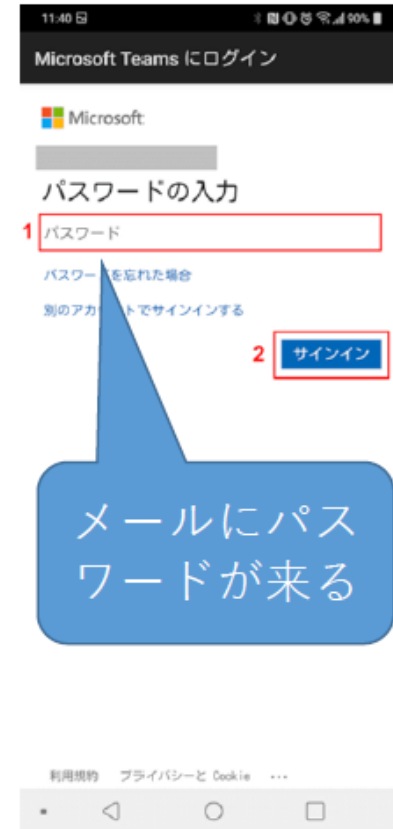 11:40
90%
Microsoft Teams にログイン
Microsoft
パスワードの入力
1 パスワード
パスワードを忘れた場合
別のアカウントでサインインする
2 サインイン
メールにパス
ワードが来る
利用規約 プライバシーと Cookie ...